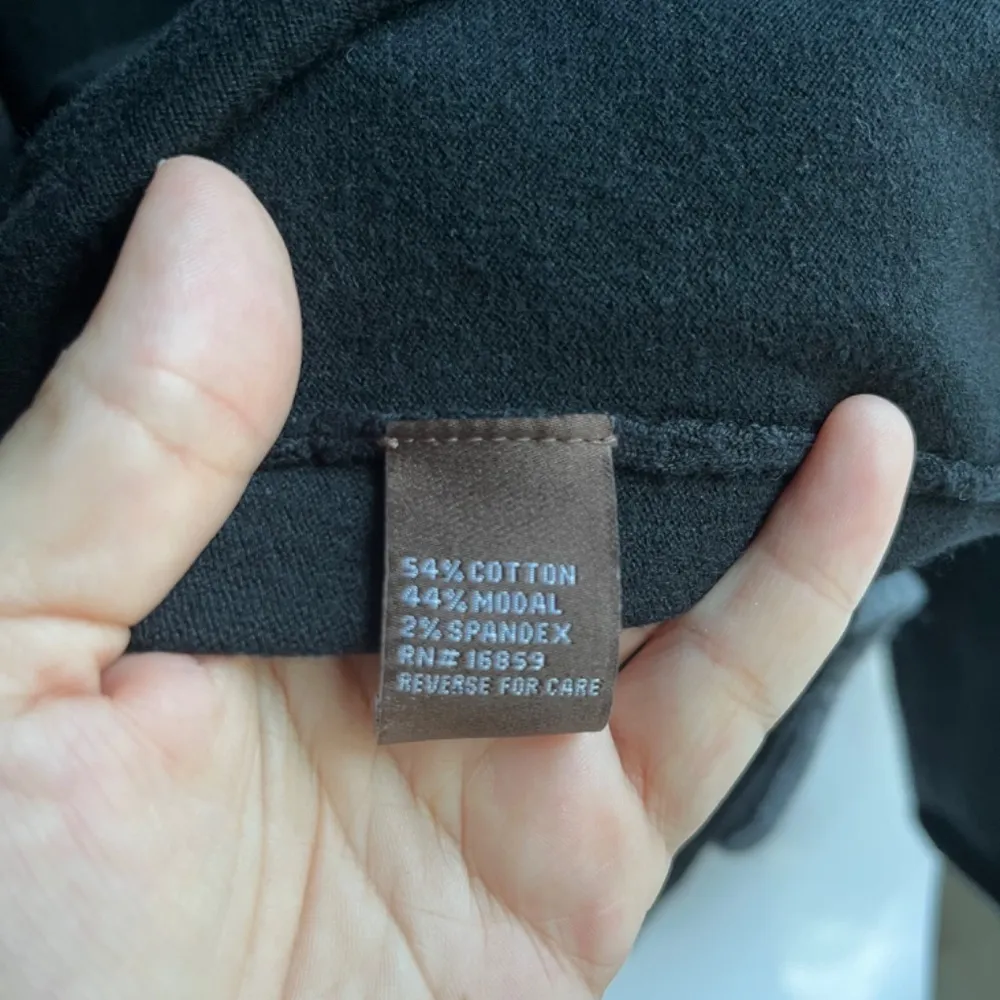 54% COTTON
44% MODAL
2% SPANDEX
RN# 16859
REVERSE FOR CARE